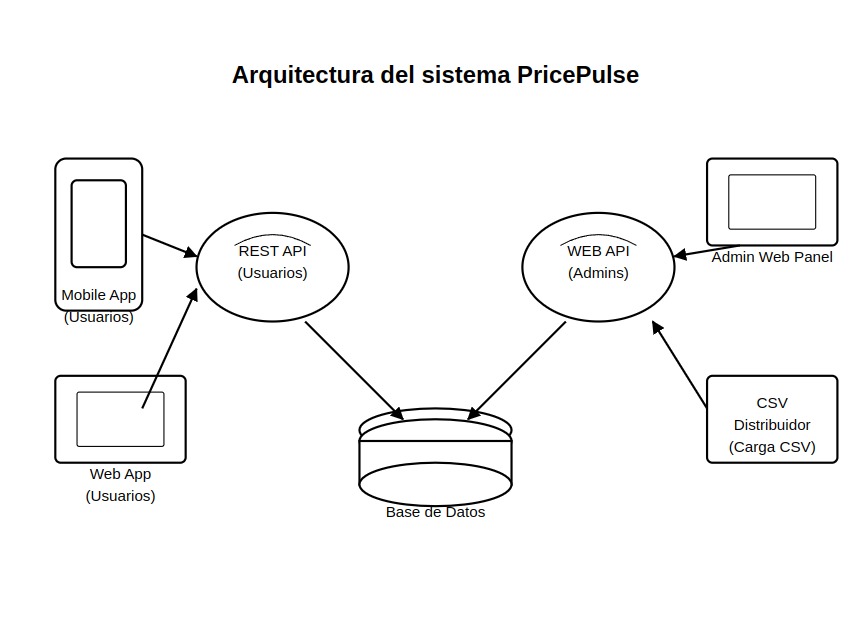 Arquitectura del sistema PricePulse
Mobile App
(Usuarios)
REST API
(Usuarios)
WEB API
(Admins)
Admin Web Panel
Web App
(Usuarios)
Base de Datos
CSV
Distribuidor
(Carga CSV)